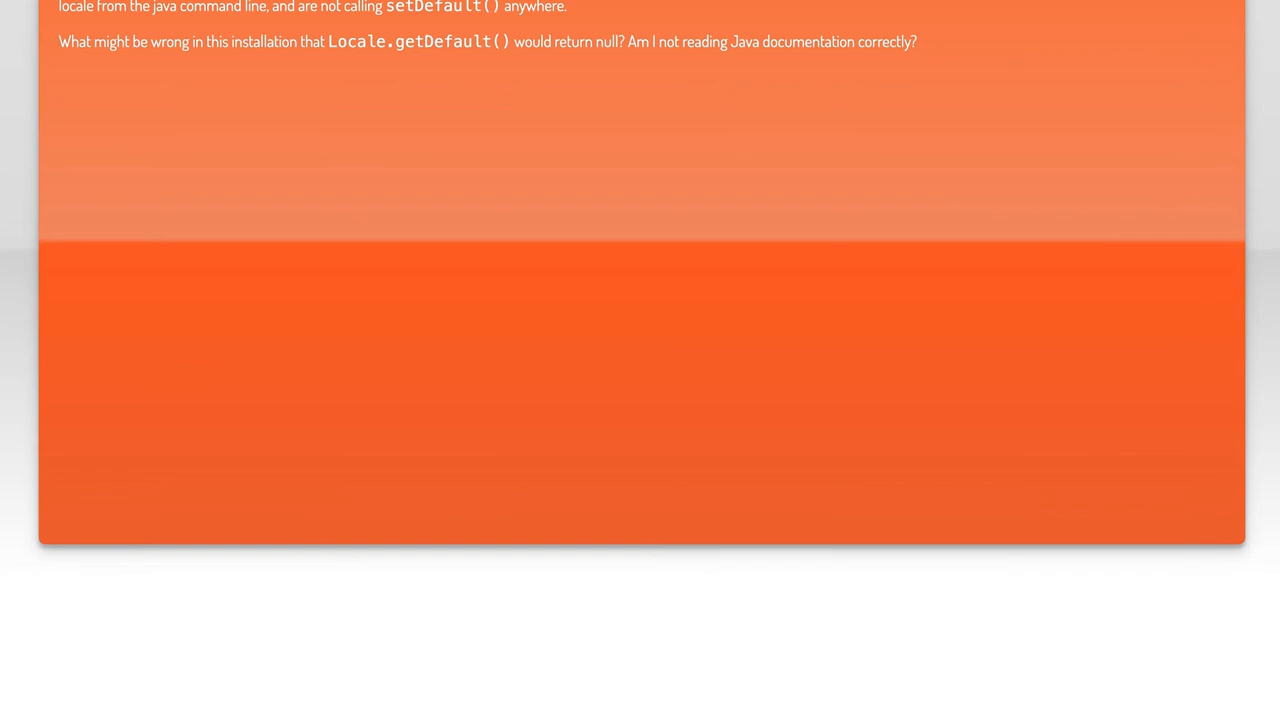 locale from the java command line, and are not calling setDefault() anywhere.
What might be wrong in this installation that Locale.getDefault() would return null? Am I not reading Java documentation correctly?